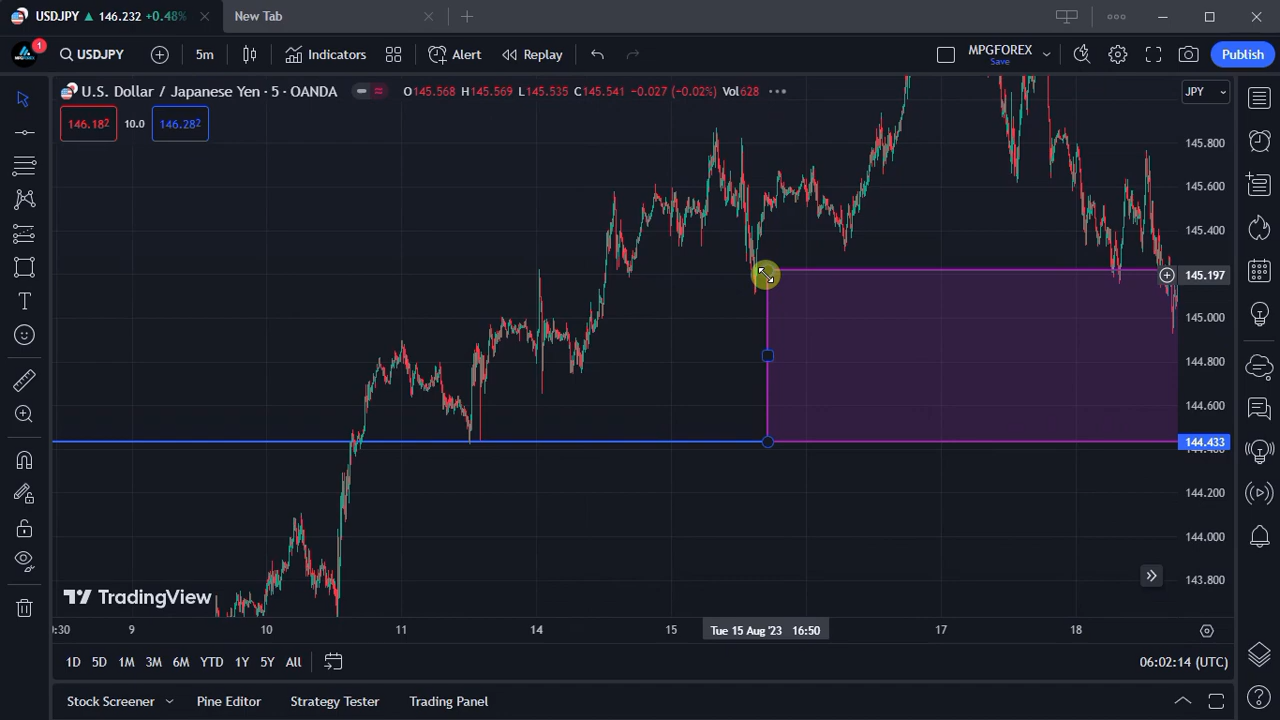 USDJPY ▲ 146.232 +0.48%
New Tab
1
USDJPY
5m
Indicators
Alert
Replay
MPGFOREX
Save
Publish
U.S. Dollar / Japanese Yen · 5 · OANDA
O145.568 H145.569 L145.535 C145.541 -0.027 (-0.02%) Vol628
JPY
146.182 10.0 146.282
145.800
145.600
145.400
145.197
145.000
144.800
144.600
144.433
144.200
144.000
143.800
TradingView
:30 9 10 11 14 15 Tue 15 Aug '23 16:50 17 18
1D 5D 1M 3M 6M YTD 1Y 5Y All
06:02:14 (UTC)
Stock Screener
Pine Editor
Strategy Tester
Trading Panel